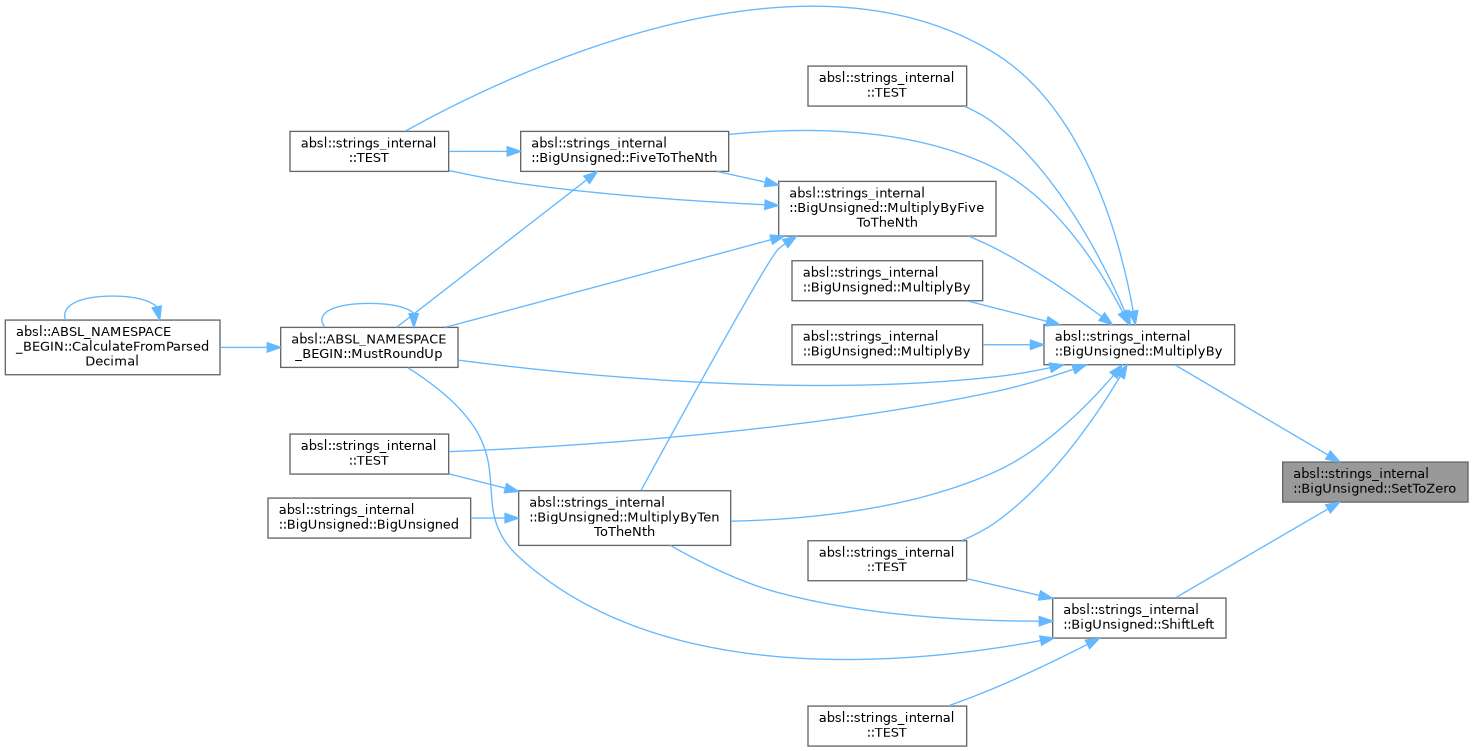 absl::strings_internal
::TEST
absl::strings_internal
::TEST
absl::strings_internal
::BigUnsigned::FiveToTheNth
absl::strings_internal
::BigUnsigned::MultiplyByFive
ToTheNth
absl::strings_internal
::BigUnsigned::MultiplyBy
absl::ABSL_NAMESPACE
_BEGIN::CalculateFromParsed
Decimal
absl::ABSL_NAMESPACE
_BEGIN::MustRoundUp
absl::strings_internal
::BigUnsigned::MultiplyBy
absl::strings_internal
::BigUnsigned::MultiplyBy
absl::strings_internal
::TEST
absl::strings_internal
::BigUnsigned::SetToZero
absl::strings_internal
::BigUnsigned::BigUnsigned
absl::strings_internal
::BigUnsigned::MultiplyByTen
ToTheNth
absl::strings_internal
::TEST
absl::strings_internal
::BigUnsigned::ShiftLeft
absl::strings_internal
::TEST